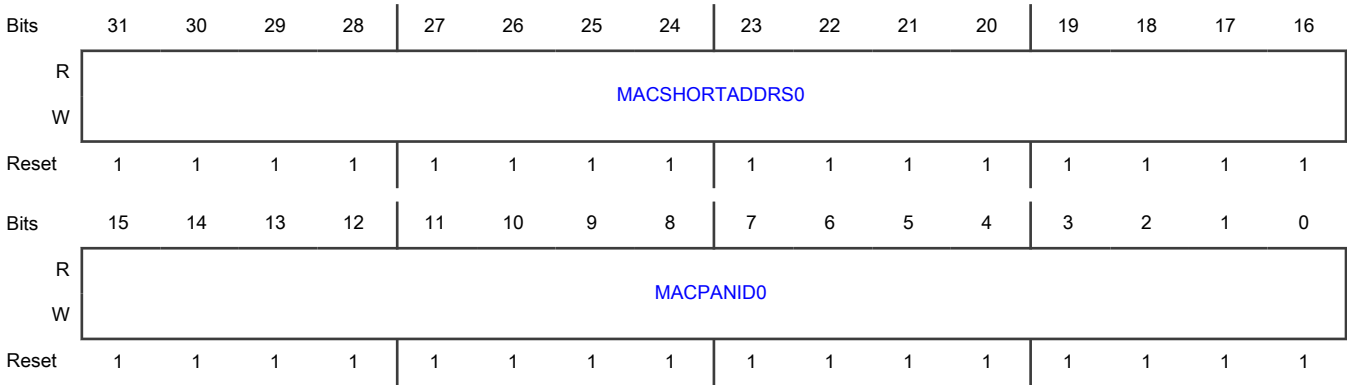 Bits 31 30 29 28 27 26 25 24 23 22 21 20 19 18 17 16
R
MACSHORTADDRS0
W
Reset 1 1 1 1 1 1 1 1 1 1 1 1 1 1 1 1
Bits 15 14 13 12 11 10 9 8 7 6 5 4 3 2 1 0
R
MACPANID0
W
Reset 1 1 1 1 1 1 1 1 1 1 1 1 1 1 1 1